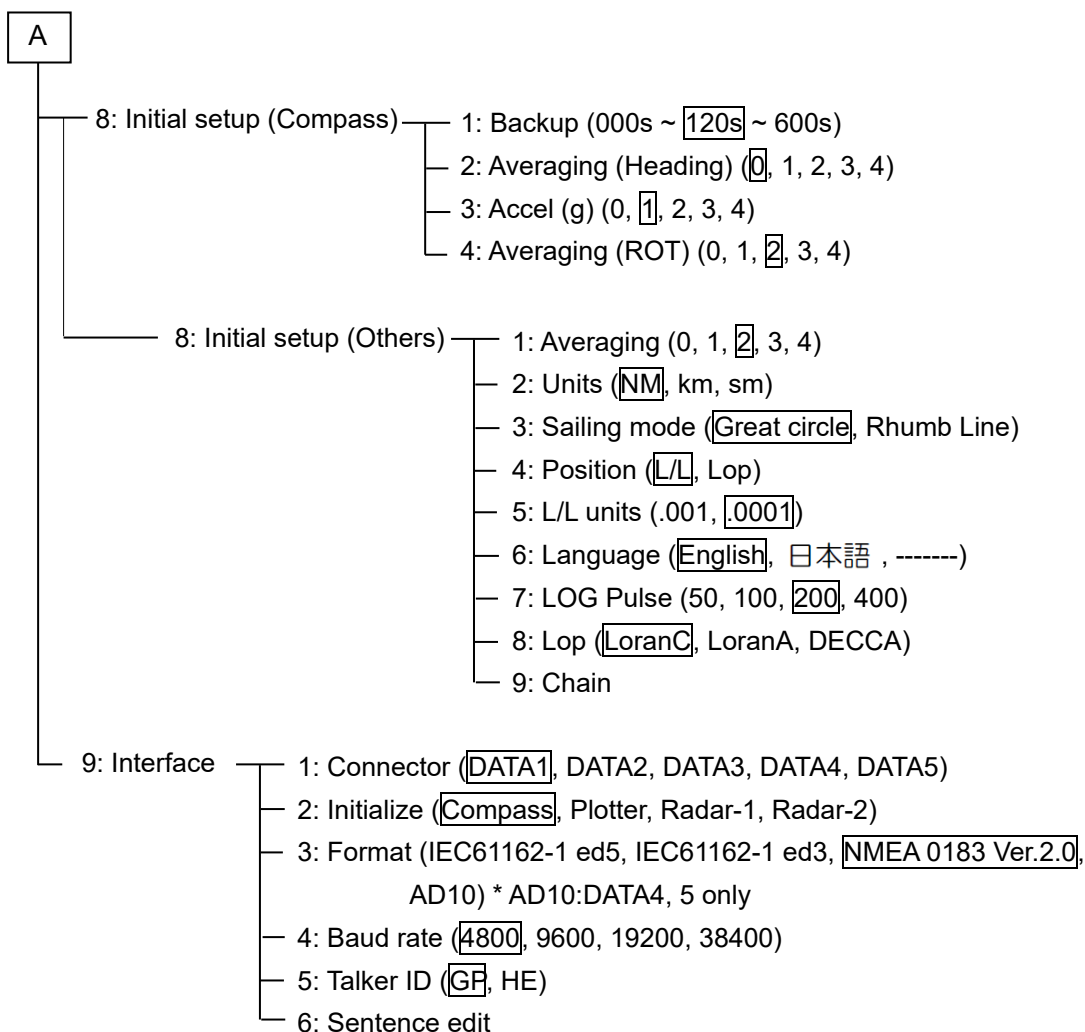 A
8: Initial setup (Compass)
1: Backup (000s ~ 120s ~ 600s)
2: Averaging (Heading) (0, 1, 2, 3, 4)
3: Accel (g) (0, 1, 2, 3, 4)
4: Averaging (ROT) (0, 1, 2, 3, 4)
8: Initial setup (Others)
1: Averaging (0, 1, 2, 3, 4)
2: Units (NM, km, sm)
3: Sailing mode (Great circle, Rhumb Line)
4: Position (L/L, Lop)
5: L/L units (.001, .0001)
6: Language (English, 日本語 , -------)
7: LOG Pulse (50, 100, 200, 400)
8: Lop (LoranC, LoranA, DECCA)
9: Chain
9: Interface
1: Connector (DATA1, DATA2, DATA3, DATA4, DATA5)
2: Initialize (Compass, Plotter, Radar-1, Radar-2)
3: Format (IEC61162-1 ed5, IEC61162-1 ed3, NMEA 0183 Ver.2.0,
AD10) * AD10:DATA4, 5 only
4: Baud rate (4800, 9600, 19200, 38400)
5: Talker ID (GP, HE)
6: Sentence edit